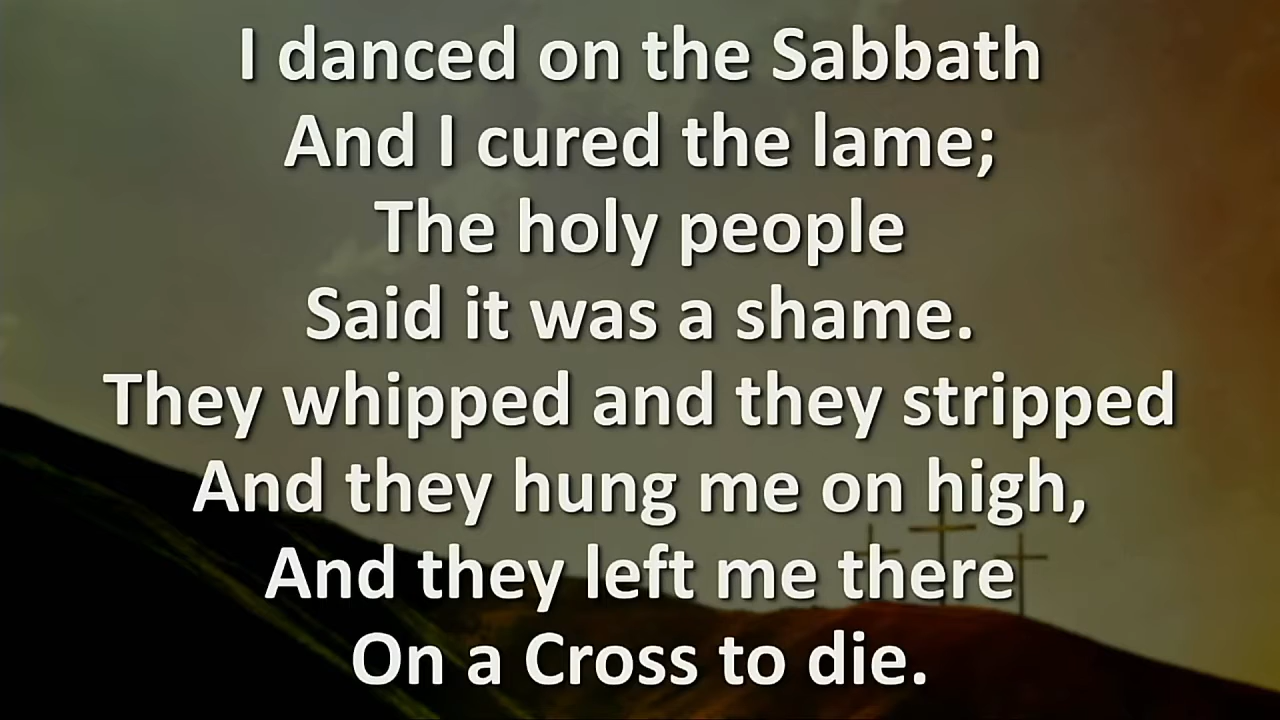 I danced on the Sabbath
And I cured the lame;
The holy people
Said it was a shame.
They whipped and they stripped
And they hung me on high,
And they left me there
On a Cross to die.